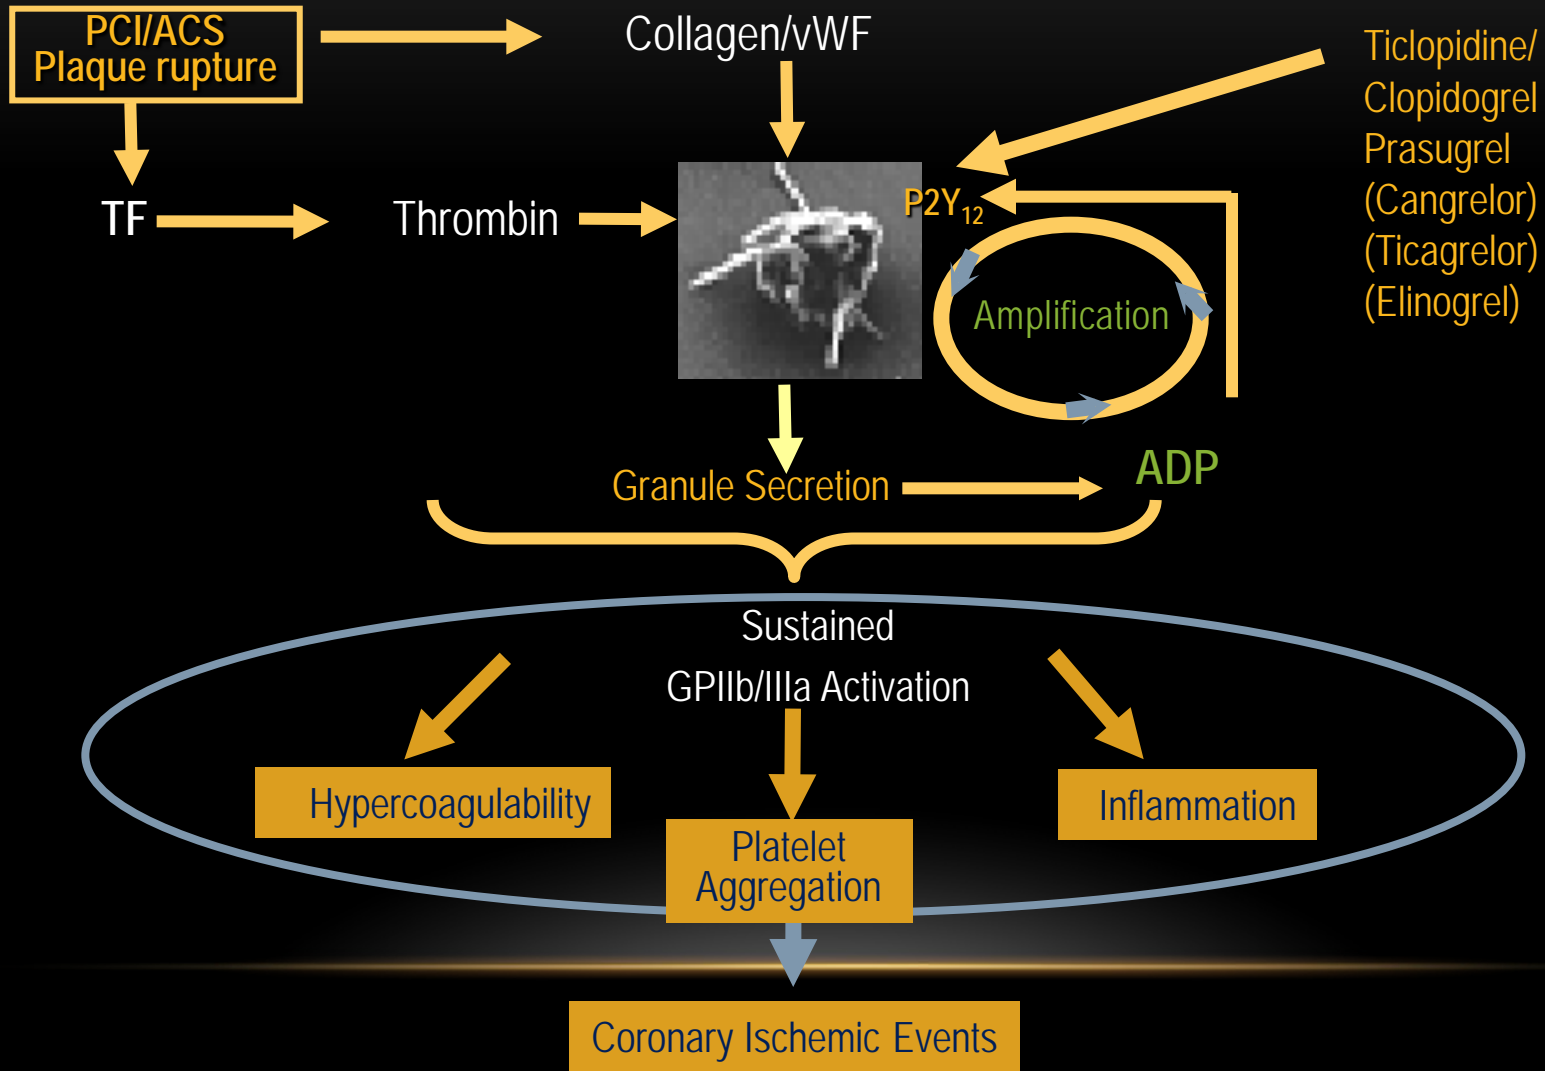 PCI/ACS
Plaque rupture
Collagen/vWF
Ticlopidine/
Clopidogrel
Prasugrel
(Cangrelor)
(Ticagrelor)
(Elinogrel)
TF
Thrombin
P2Y₁₂
Amplification
Granule Secretion
ADP
Sustained
GPIIb/IIIa Activation
Hypercoagulability
Platelet
Aggregation
Inflammation
Coronary Ischemic Events